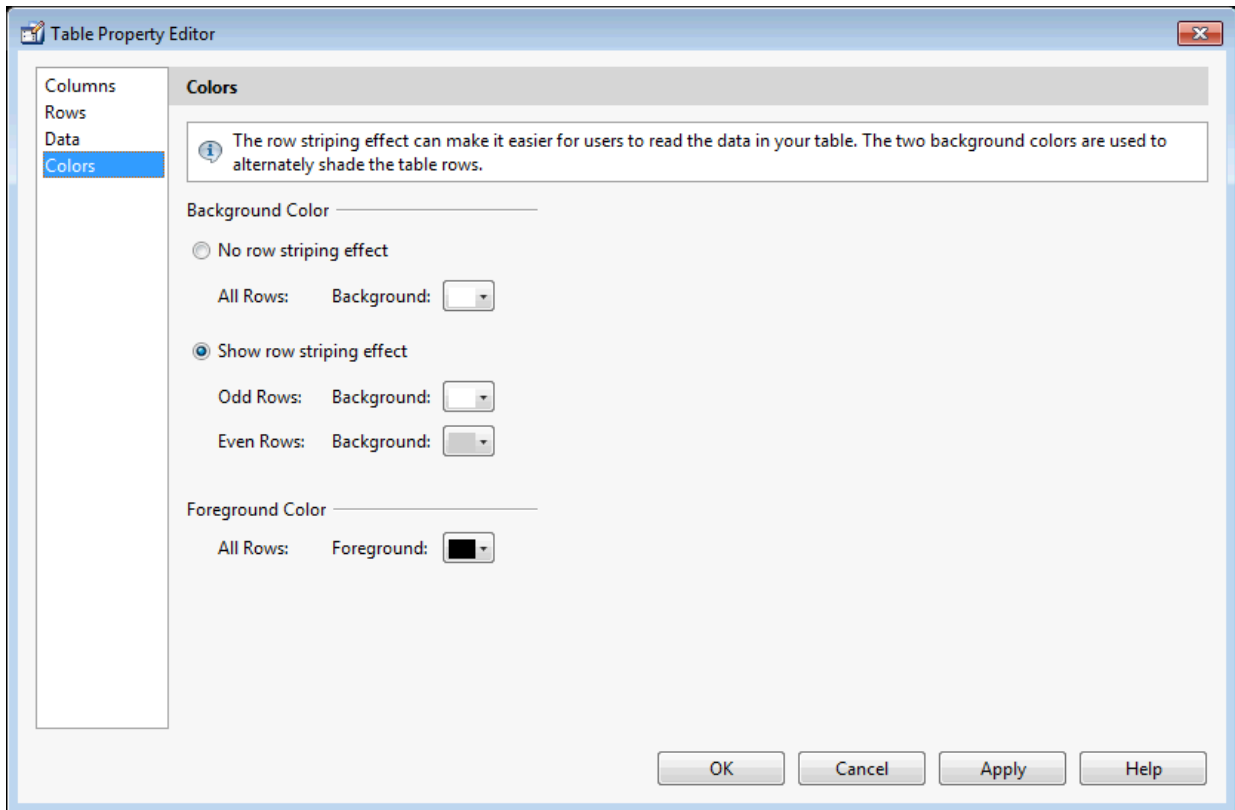 Table Property Editor
Columns
Rows
Data
Colors
Colors
The row striping effect can make it easier for users to read the data in your table. The two background colors are used to
alternately shade the table rows.
Background Color
No row striping effect
All Rows: Background:
Show row striping effect
Odd Rows: Background:
Even Rows: Background:
Foreground Color
All Rows: Foreground:
OK Cancel Apply Help